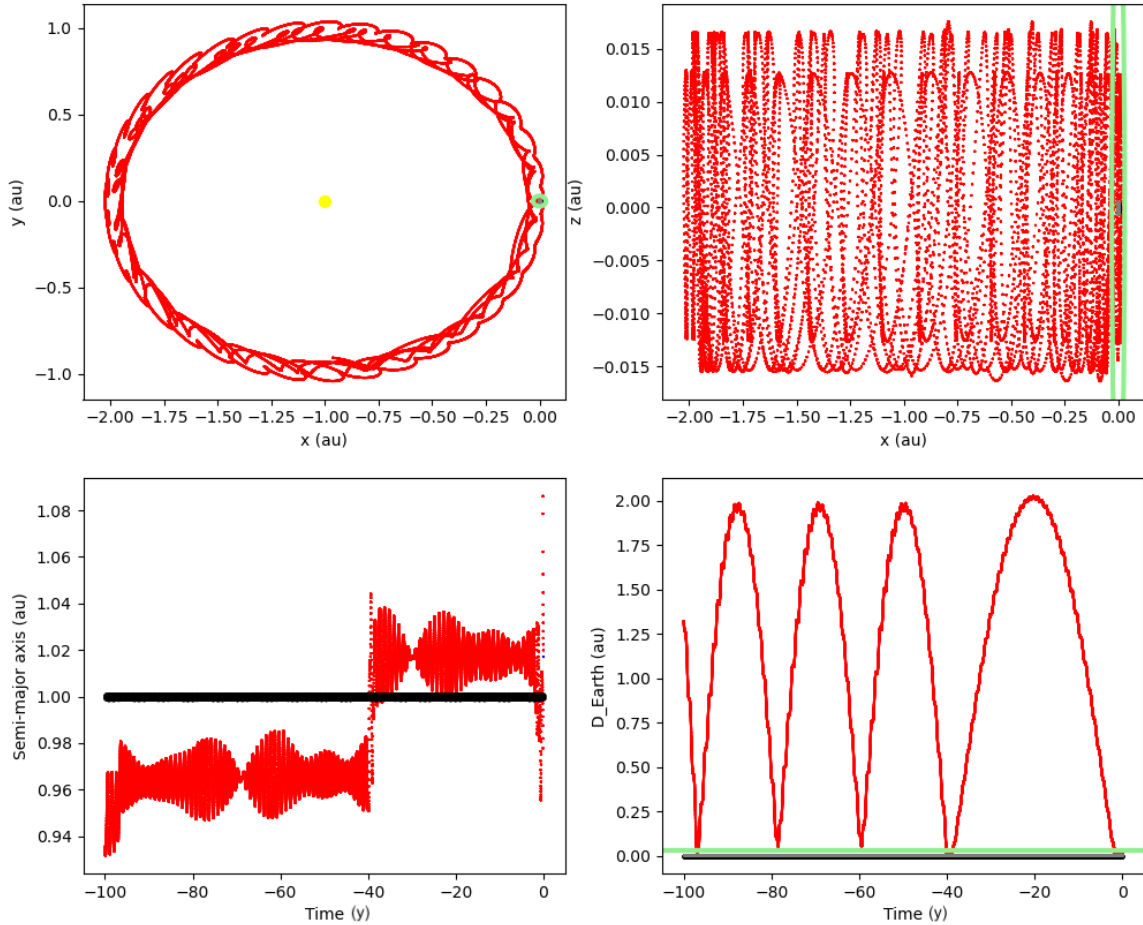 1.0
0.5
0.0
−0.5
−1.0
y (au)
−2.00 −1.75 −1.50 −1.25 −1.00 −0.75 −0.50 −0.25 0.00
x (au)
0.015
0.010
0.005
0.000
−0.005
−0.010
−0.015
z (au)
−2.00 −1.75 −1.50 −1.25 −1.00 −0.75 −0.50 −0.25 0.00
x (au)
1.08
1.06
1.04
1.02
1.00
0.98
0.96
0.94
Semi-major axis (au)
−100 −80 −60 −40 −20 0
Time (y)
2.00
1.75
1.50
1.25
1.00
0.75
0.50
0.25
0.00
D_Earth (au)
−100 −80 −60 −40 −20 0
Time (y)